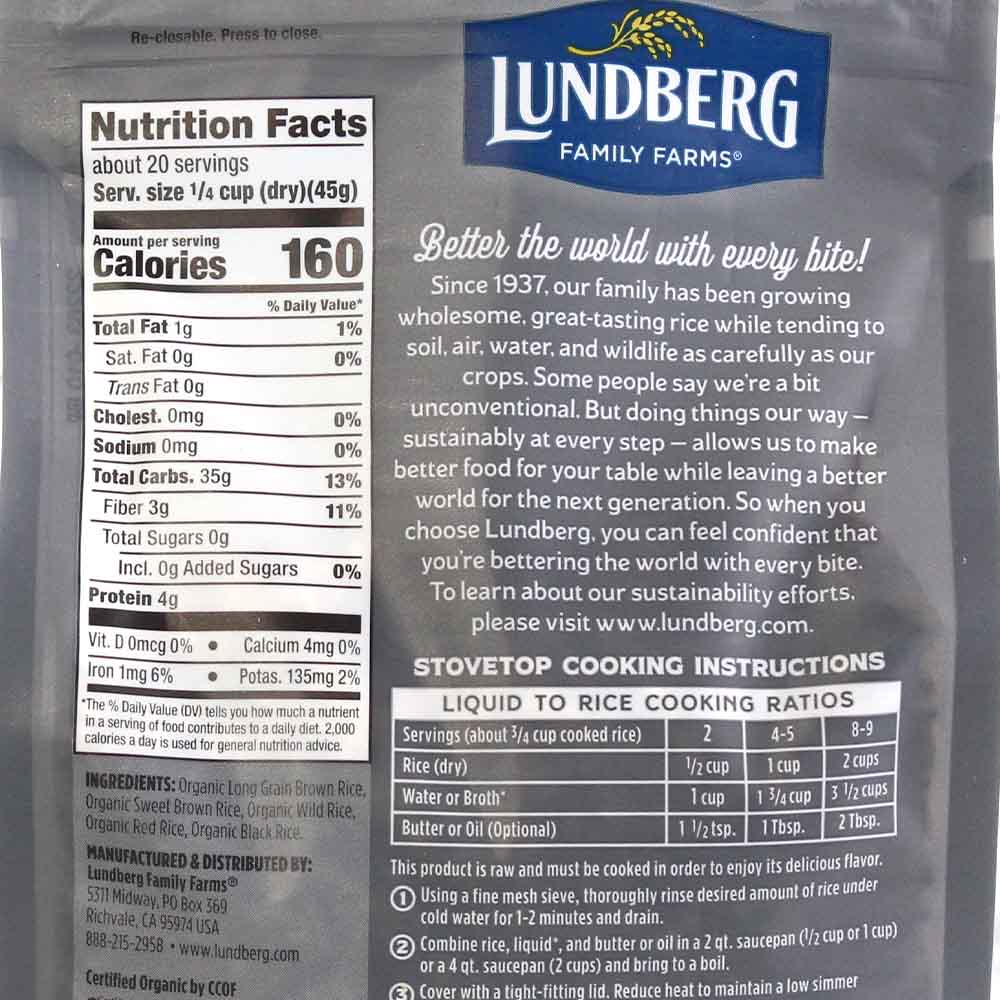 Re-closable. Press to close.
LUNDBERG
FAMILY FARMS®
Nutrition Facts
about 20 servings
Serv. size 1/4 cup (dry)(45g)
Amount per serving
Calories 160
% Daily Value*
Total Fat 1g 1%
Sat. Fat 0g 0%
Trans Fat 0g
Cholest. 0mg 0%
Sodium 0mg 0%
Total Carbs. 35g 13%
Fiber 3g 11%
Total Sugars 0g
Incl. 0g Added Sugars 0%
Protein 4g
Vit. D 0mcg 0% • Calcium 4mg 0%
Iron 1mg 6% • Potas. 135mg 2%
*The % Daily Value (DV) tells you how much a nutrient
in a serving of food contributes to a daily diet. 2,000
calories a day is used for general nutrition advice.
INGREDIENTS: Organic Long Grain Brown Rice,
Organic Sweet Brown Rice, Organic Wild Rice,
Organic Red Rice, Organic Black Rice.
MANUFACTURED & DISTRIBUTED BY:
Lundberg Family Farms®
5311 Midway, PO Box 369
Richvale, CA 95974 USA
888-215-2958 • www.lundberg.com
Certified Organic by CCOF
Better the world with every bite!
Since 1937, our family has been growing
wholesome, great-tasting rice while tending to
soil, air, water, and wildlife as carefully as our
crops. Some people say we're a bit
unconventional. But doing things our way —
sustainably at every step — allows us to make
better food for your table while leaving a better
world for the next generation. So when you
choose Lundberg, you can feel confident that
you're bettering the world with every bite.
To learn about our sustainability efforts,
please visit www.lundberg.com.
STOVETOP COOKING INSTRUCTIONS
LIQUID TO RICE COOKING RATIOS
Servings (about 3/4 cup cooked rice) 2 4-5 8-9
Rice (dry) 1/2 cup 1 cup 2 cups
Water or Broth* 1 cup 1 3/4 cup 3 1/2 cups
Butter or Oil (Optional) 1 1/2 tsp. 1 Tbsp. 2 Tbsp.
This product is raw and must be cooked in order to enjoy its delicious flavor.
1 Using a fine mesh sieve, thoroughly rinse desired amount of rice under
cold water for 1-2 minutes and drain.
2 Combine rice, liquid*, and butter or oil in a 2 qt. saucepan (1/2 cup or 1 cup)
or a 4 qt. saucepan (2 cups) and bring to a boil.
3 Cover with a tight-fitting lid. Reduce heat to maintain a low simmer